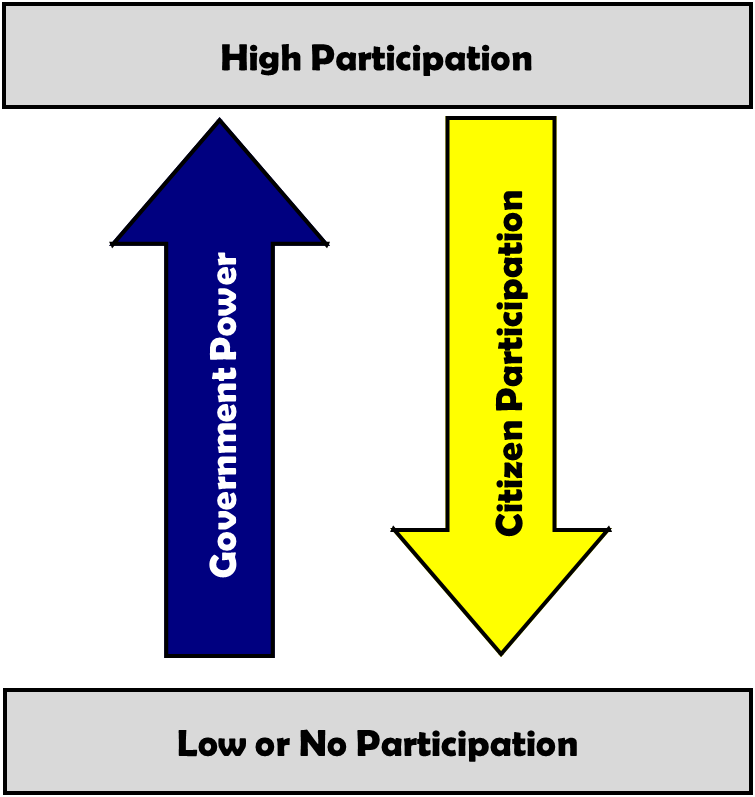 High Participation
Government Power
Citizen Participation
Low or No Participation